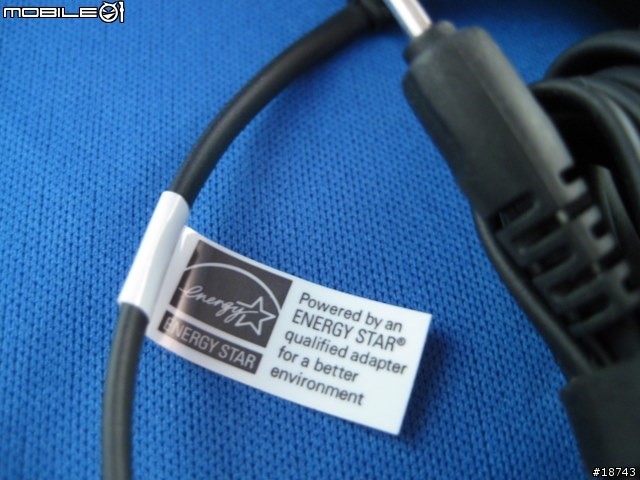 MOBILE01
energy
ENERGY STAR
Powered by an
ENERGY STAR®
qualified adapter
for a better
environment
#18743